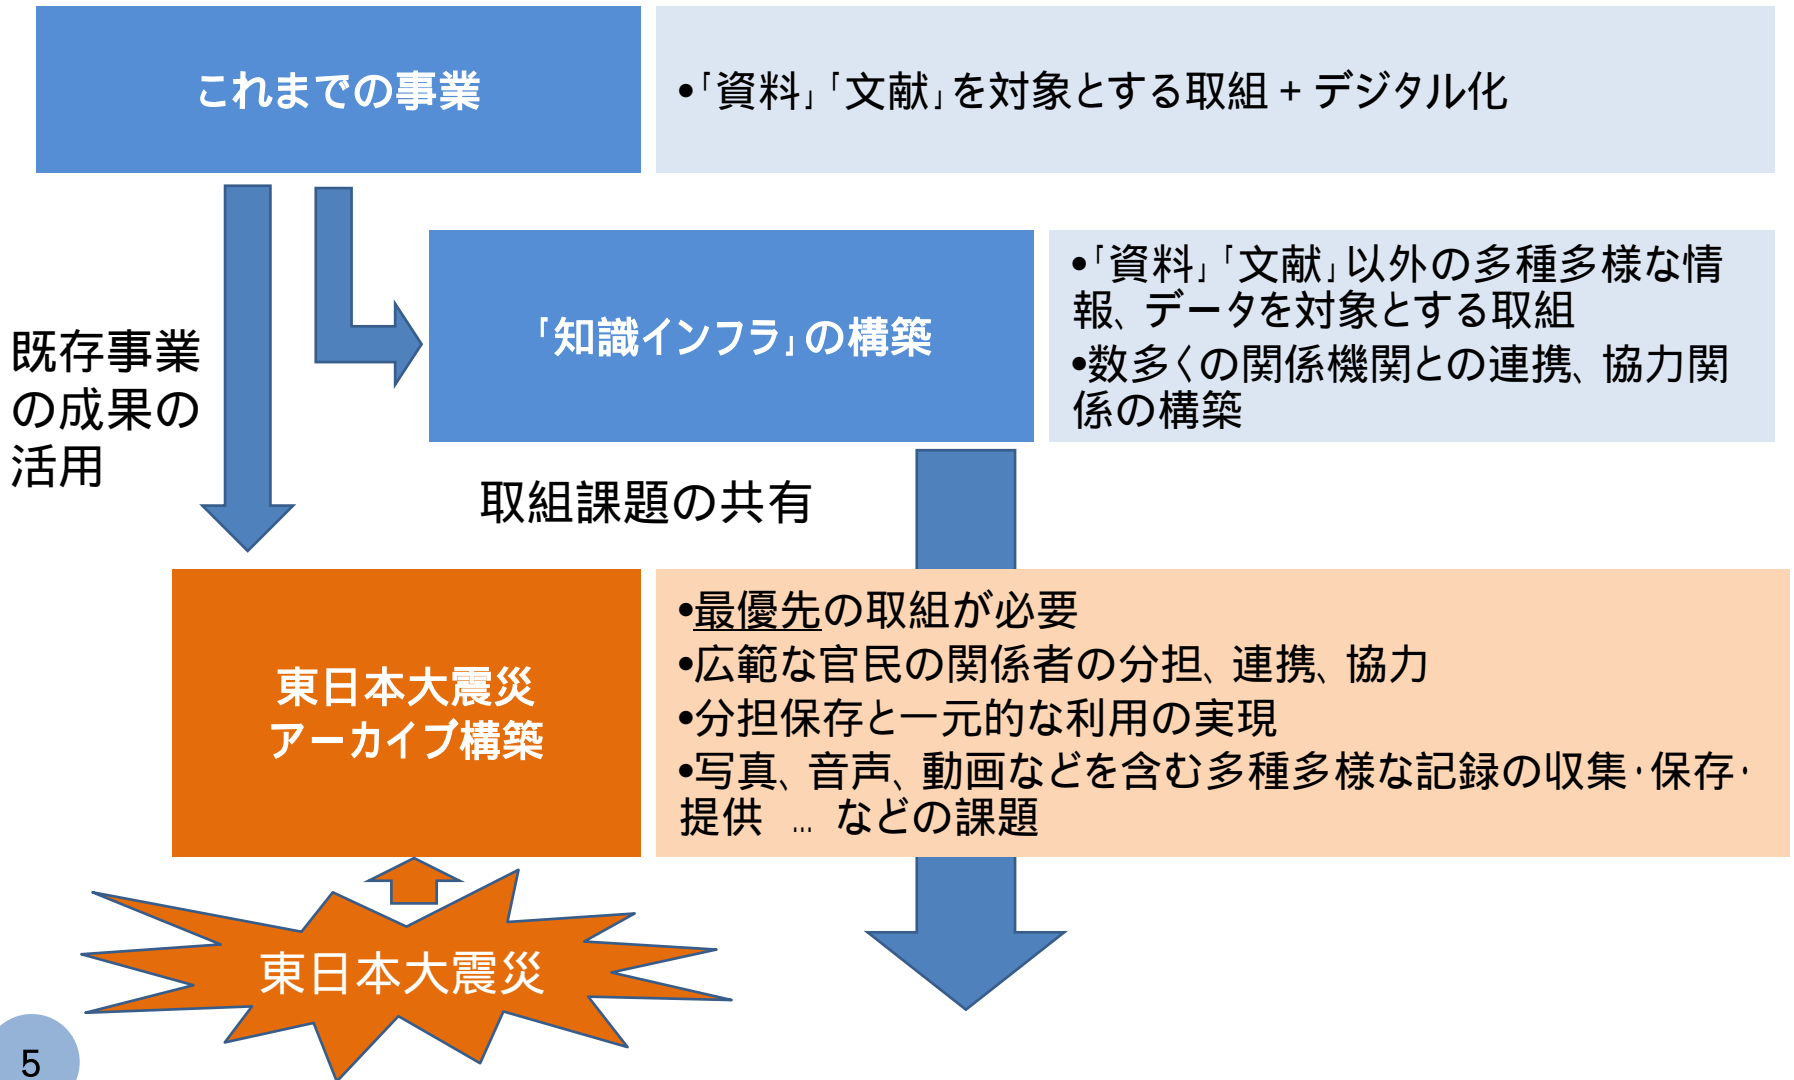 これまでの事業
•「資料」「文献」を対象とする取組 + デジタル化
「知識インフラ」の構築
•「資料」「文献」以外の多種多様な情
報、データを対象とする取組
•数多くの関係機関との連携、協力関
係の構築
既存事業
の成果の
活用
取組課題の共有
東日本大震災
アーカイブ構築
•最優先の取組が必要
•広範な官民の関係者の分担、連携、協力
•分担保存と一元的な利用の実現
•写真、音声、動画などを含む多種多様な記録の収集・保存・
提供 … などの課題
東日本大震災
5